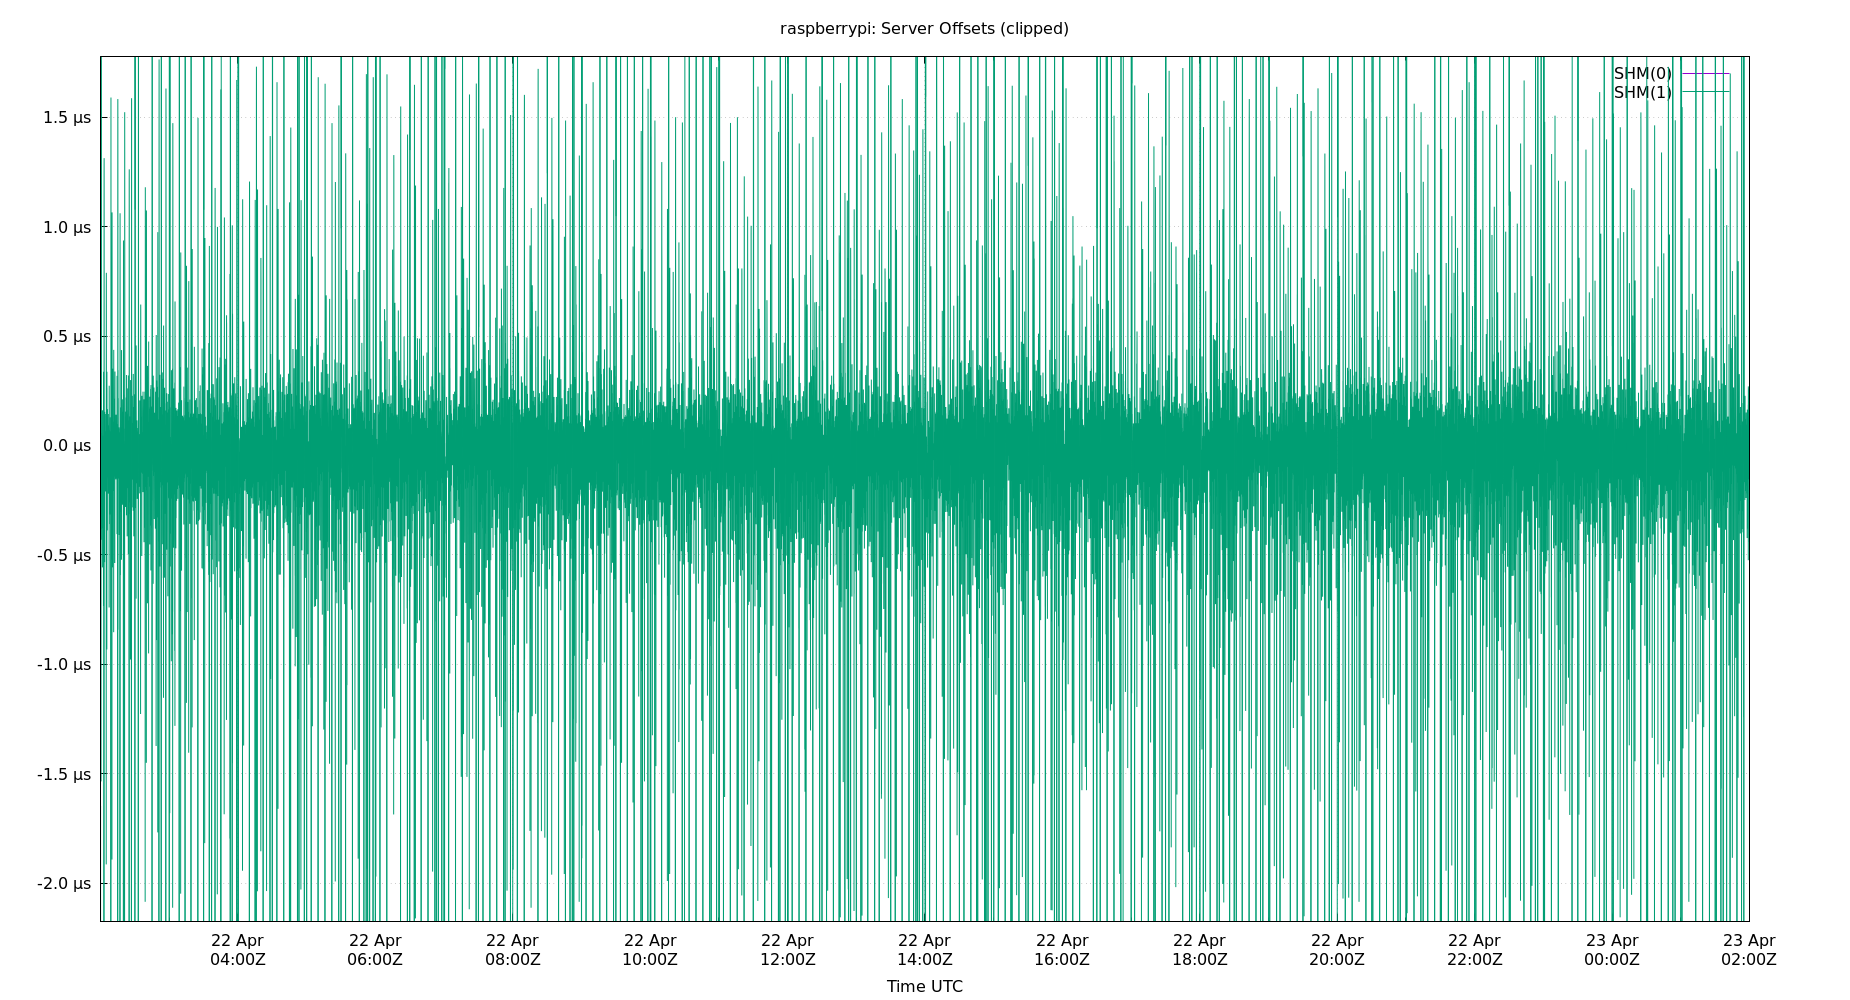 raspberrypi: Server Offsets (clipped)
SHM(0)
SHM(1)
1.5 µs
1.0 µs
0.5 µs
0.0 µs
-0.5 µs
-1.0 µs
-1.5 µs
-2.0 µs
22 Apr 22 Apr 22 Apr 22 Apr 22 Apr 22 Apr 22 Apr 22 Apr 22 Apr 22 Apr 23 Apr 23 Apr
04:00Z 06:00Z 08:00Z 10:00Z 12:00Z 14:00Z 16:00Z 18:00Z 20:00Z 22:00Z 00:00Z 02:00Z
Time UTC